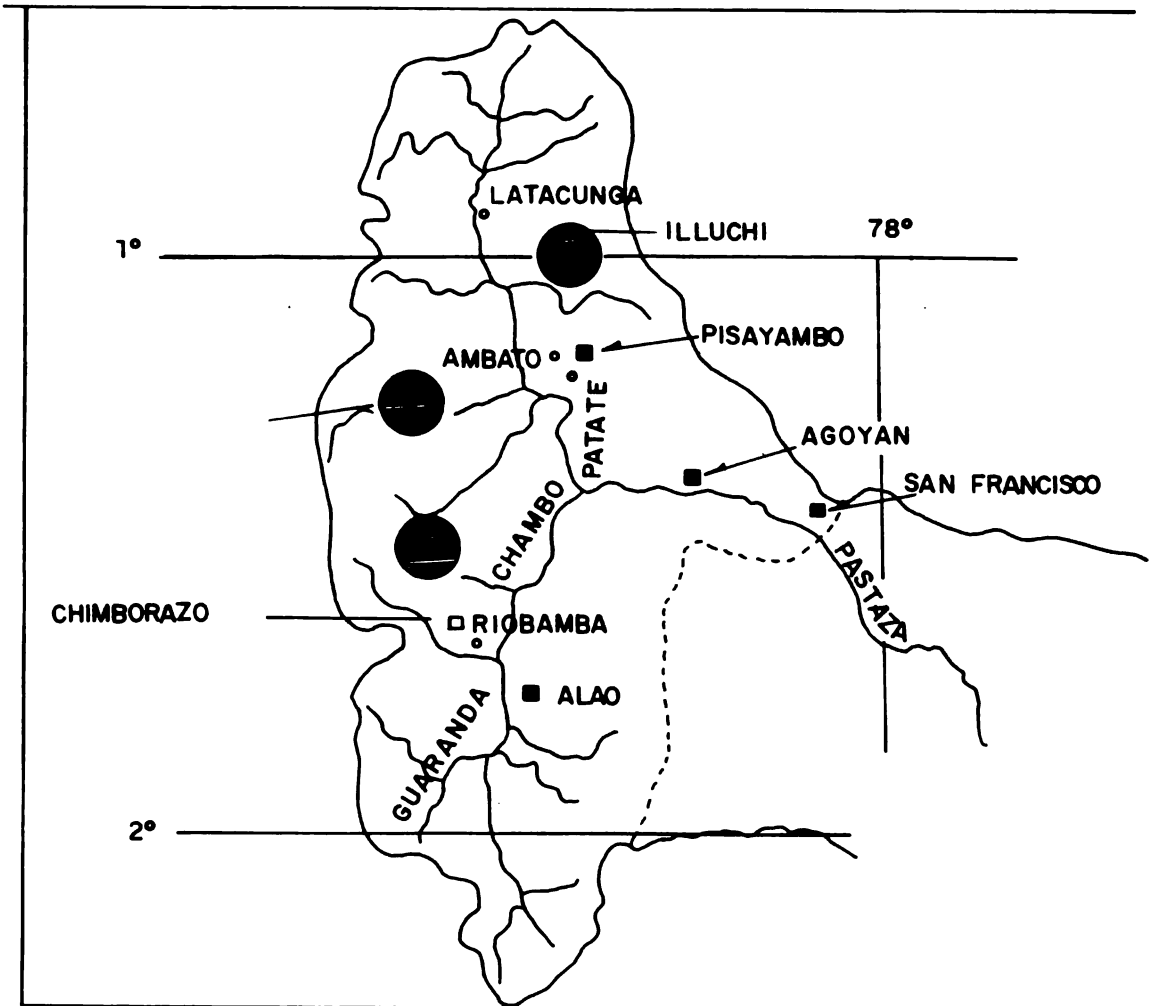 LATACUNGA
ILLUCHI
78°
1°
PISAYAMBO
AMBATO
PATATE
AGOYAN
SAN FRANCISCO
CHAMBO
PASTAZA
CHIMBORAZO
RIOBAMBA
ALAO
GUARANDA
2°